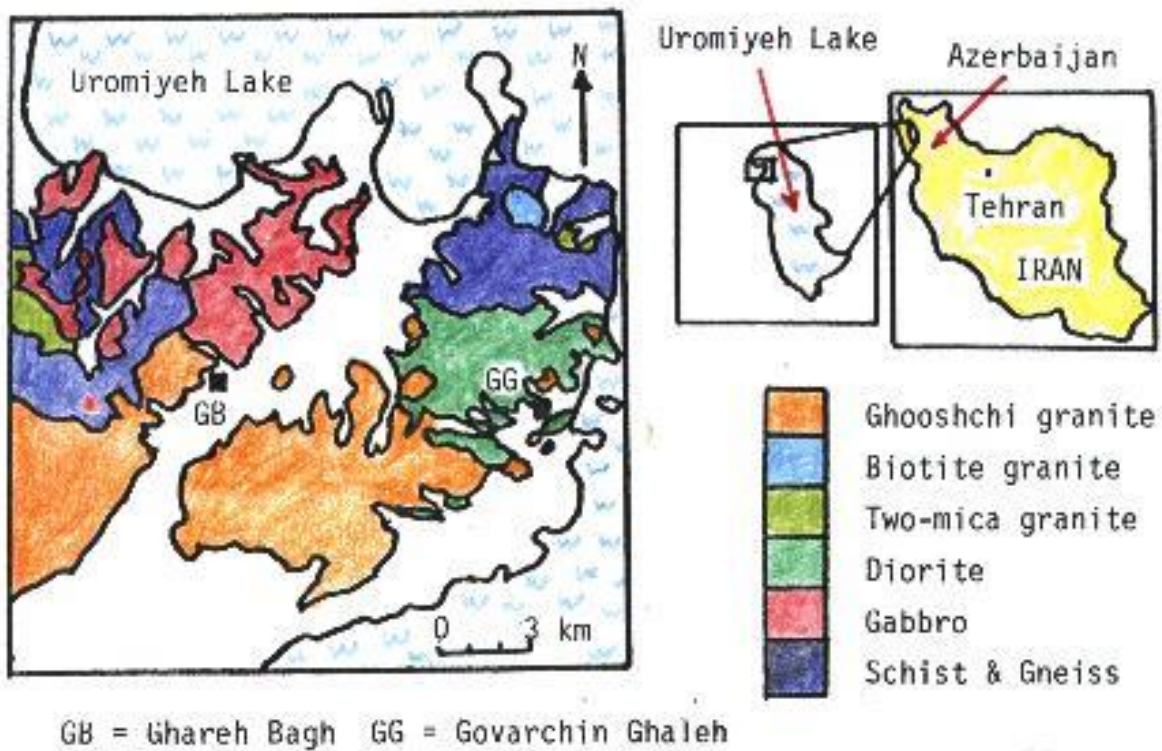 Uromiyeh Lake
N
GB
GG
0 3 km
Uromiyeh Lake
Azerbaijan
Tehran
IRAN
Ghooshchi granite
Biotite granite
Two-mica granite
Diorite
Gabbro
Schist & Gneiss
GB = Ghareh Bagh GG = Govarchin Ghaleh